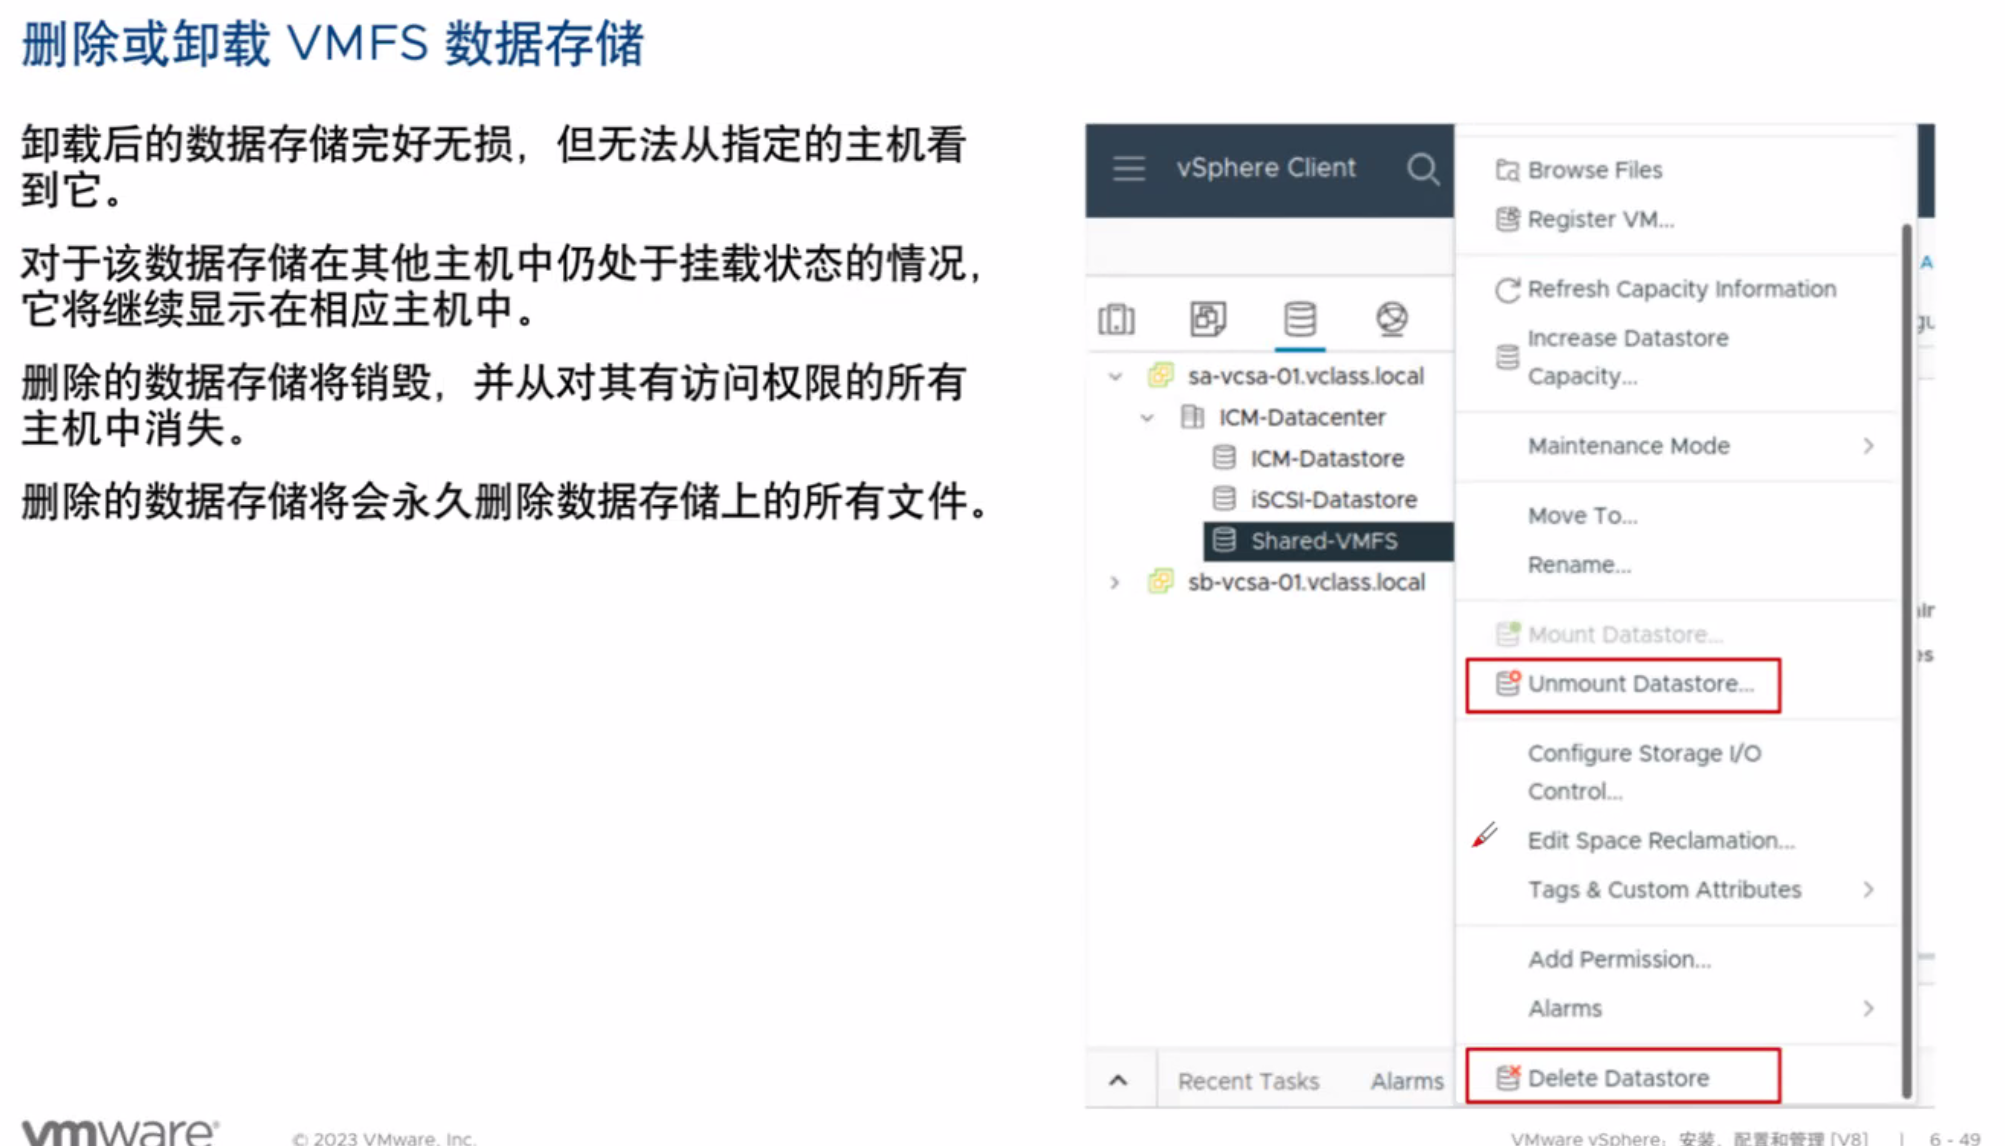 删除或卸载 VMFS 数据存储
卸载后的数据存储完好无损，但无法从指定的主机看
到它。
对于该数据存储在其他主机中仍处于挂载状态的情况，
它将继续显示在相应主机中。
删除的数据存储将销毁，并从对其有访问权限的所有
主机中消失。
删除的数据存储将会永久删除数据存储上的所有文件。
vSphere Client
sa-vcsa-01.vclass.local
ICM-Datacenter
ICM-Datastore
iSCSI-Datastore
Shared-VMFS
sb-vcsa-01.vclass.local
Recent Tasks
Alarms
Browse Files
Register VM...
Refresh Capacity Information
Increase Datastore
Capacity...
Maintenance Mode
Move To...
Rename...
Mount Datastore...
Unmount Datastore...
Configure Storage I/O
Control...
Edit Space Reclamation...
Tags & Custom Attributes
Add Permission...
Alarms
Delete Datastore
vmware®
© 2023 VMware, Inc.
VMware vSphere：安装、配置和管理 [V8] | 6 - 49